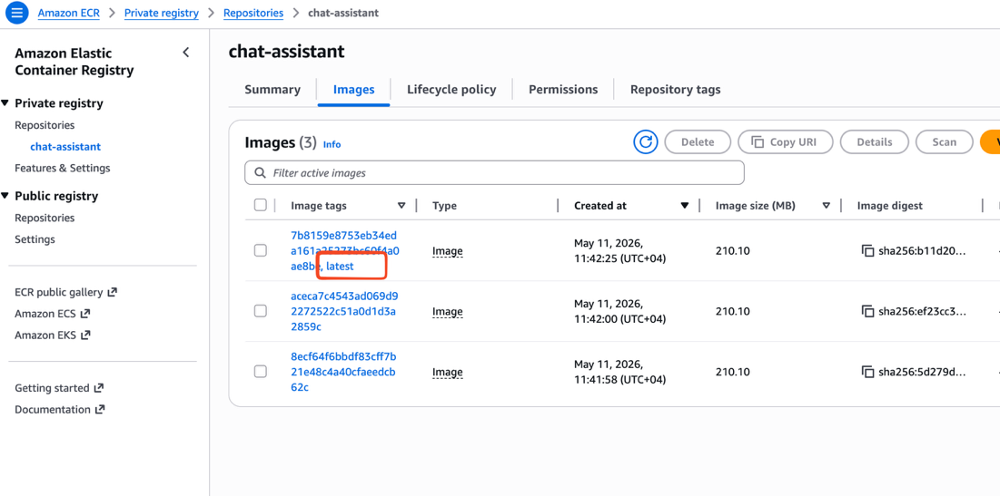 Amazon ECR > Private registry > Repositories > chat-assistant
Amazon Elastic
Container Registry
Private registry
Repositories
chat-assistant
Features & Settings
Public registry
Repositories
Settings
ECR public gallery
Amazon ECS
Amazon EKS
Getting started
Documentation
chat-assistant
Summary Images Lifecycle policy Permissions Repository tags
Images (3) Info
Delete Copy URI Details Scan
Filter active images
Image tags Type Created at Image size (MB) Image digest
7b8159e8753eb34ed
da161a25273bc60f4a0
ae8be, latest
Image
May 11, 2026,
11:42:25 (UTC+04)
210.10
sha256:b11d20...
aceca7c4543ad069d9
2272522c51a0d1d3a
2859c
Image
May 11, 2026,
11:42:00 (UTC+04)
210.10
sha256:ef23cc3...
8ecf64f6bbdf83cff7b
21e48c4a40cfaeedcb
62c
Image
May 11, 2026,
11:41:58 (UTC+04)
210.10
sha256:5d279d...